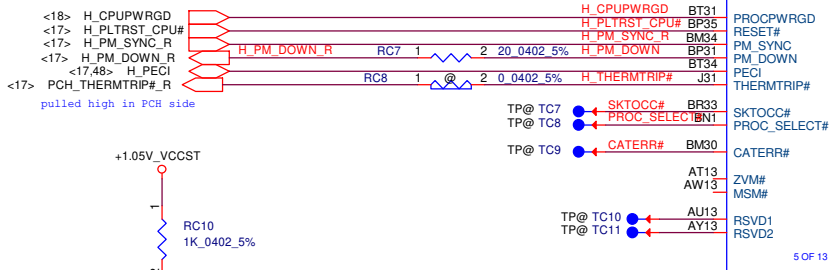 <18> H_CPUPWRGD H_CPUPWRGD BT31 PROCPWRGD
<17> H_PLTRST_CPU# H_PLTRST_CPU# BP35 RESET#
<17> H_PM_SYNC_R H_PM_SYNC_R BM34 PM_SYNC
<17> H_PM_DOWN_R H_PM_DOWN_R RC7 1 2 20_0402_5% H_PM_DOWN BP31 PM_DOWN
<17,48> H_PECI BT34 PECI
<17> PCH_THERMTRIP#_R RC8 1 @ 2 0_0402_5% H_THERMTRIP# J31 THERMTRIP#
pulled high in PCH side
TP@ TC7 SKTOCC# BR33 SKTOCC#
TP@ TC8 PROC_SELECT# BN1 PROC_SELECT#
TP@ TC9 CATERR# BM30 CATERR#
+1.05V_VCCST
AT13 ZVM#
AW13 MSM#
1
RC10
1K_0402_5%
TP@ TC10 AU13 RSVD1
TP@ TC11 AY13 RSVD2
5 OF 13